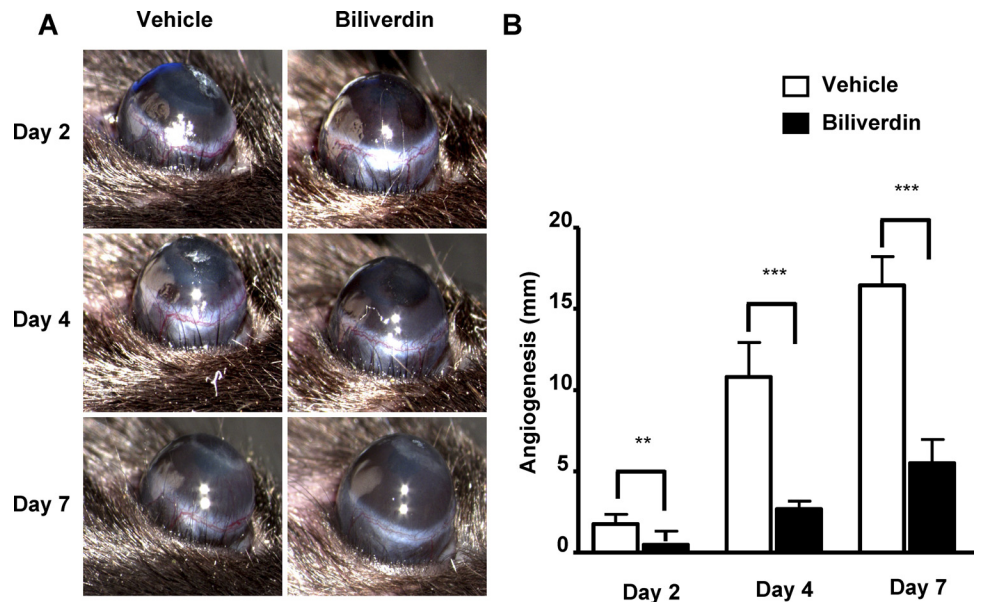 A
Vehicle
Biliverdin
Day 2
Day 4
Day 7
B
Vehicle
Biliverdin
Angiogenesis (mm)
20
15
10
5
0
**
***
***
Day 2
Day 4
Day 7